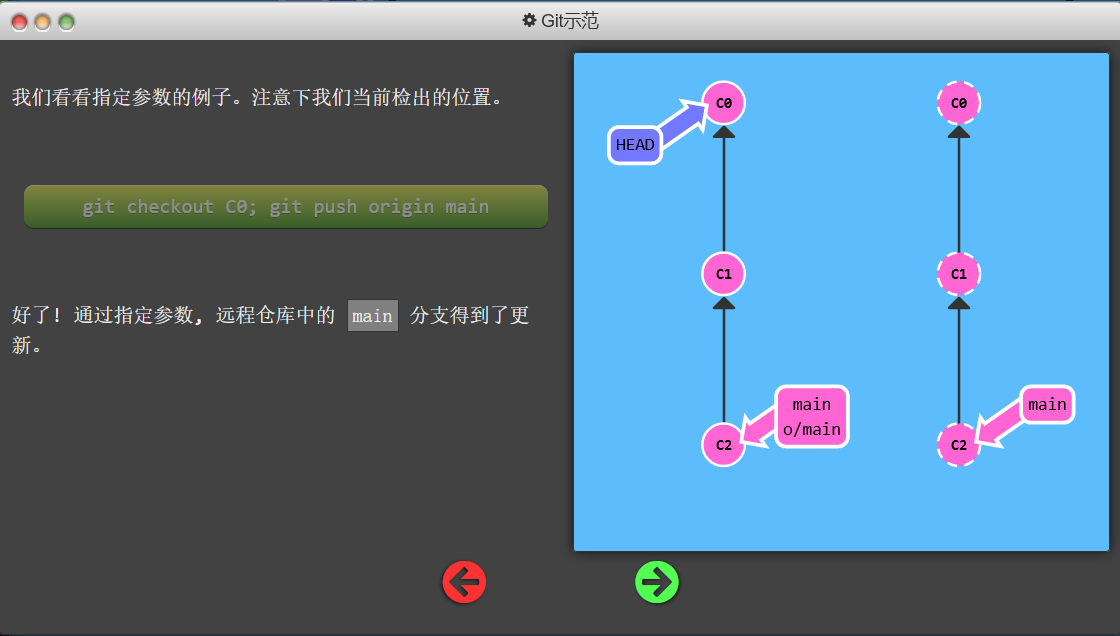 Git示范
我们看看指定参数的例子。注意下我们当前检出的位置。
git checkout C0; git push origin main
好了! 通过指定参数, 远程仓库中的 main 分支得到了更
新。
C0
C0
HEAD
C1
C1
main
o/main
main
C2
C2